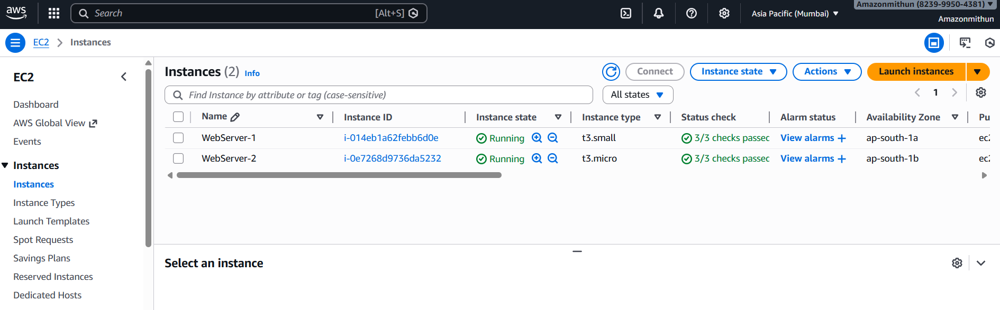 aws Search [Alt+S] Asia Pacific (Mumbai) Amazonmithun (8239-9950-4381)
Amazonmithun
EC2 Instances
EC2
Dashboard
AWS Global View
Events
Instances
Instances
Instance Types
Launch Templates
Spot Requests
Savings Plans
Reserved Instances
Dedicated Hosts
Instances (2) Info Connect Instance state Actions Launch instances
Find Instance by attribute or tag (case-sensitive) All states 1
Name Instance ID Instance state Instance type Status check Alarm status Availability Zone Pu
WebServer-1 i-014eb1a62febb6d0e Running t3.small 3/3 checks passed View alarms + ap-south-1a ec2
WebServer-2 i-0e7268d9736da5232 Running t3.micro 3/3 checks passed View alarms + ap-south-1b ec2
Select an instance